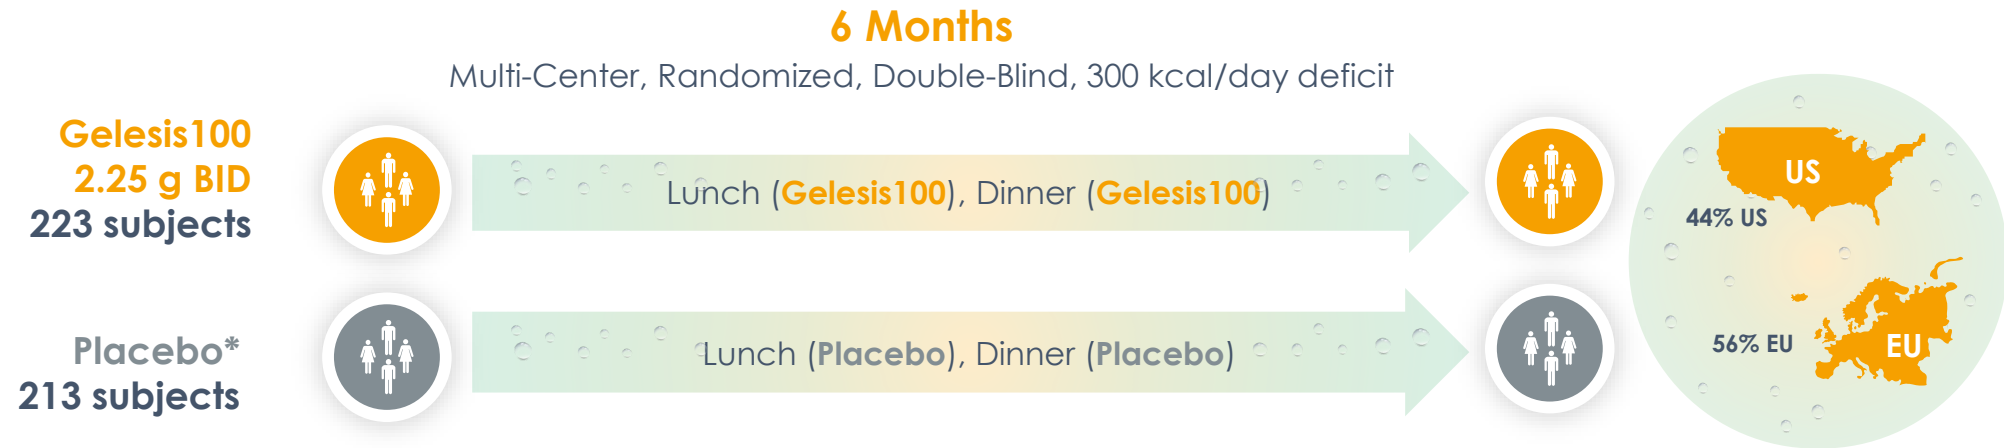 6 Months
Multi-Center, Randomized, Double-Blind, 300 kcal/day deficit
Gelesis100
2.25 g BID
223 subjects
Lunch (Gelesis100), Dinner (Gelesis100)
US
44% US
Placebo*
213 subjects
Lunch (Placebo), Dinner (Placebo)
56% EU
EU